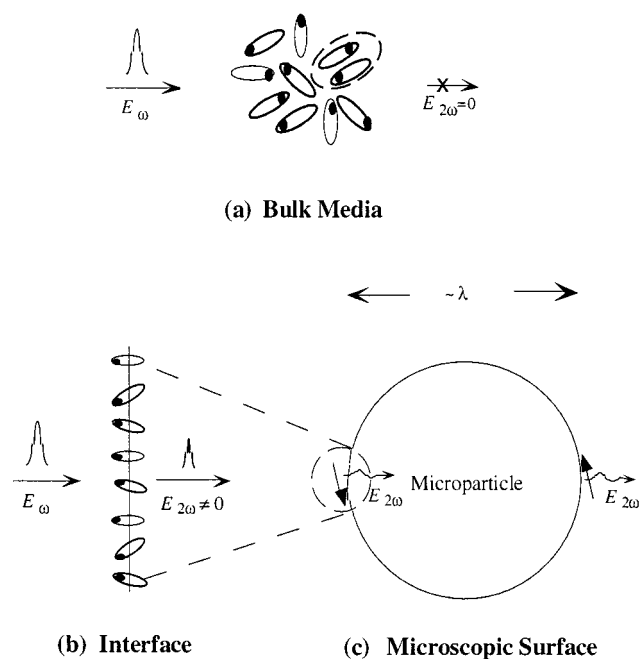 E ω
E 2ω=0
(a) Bulk Media
~λ
E ω
E 2ω ≠ 0
E 2ω
Microparticle
E 2ω
(b) Interface
(c) Microscopic Surface